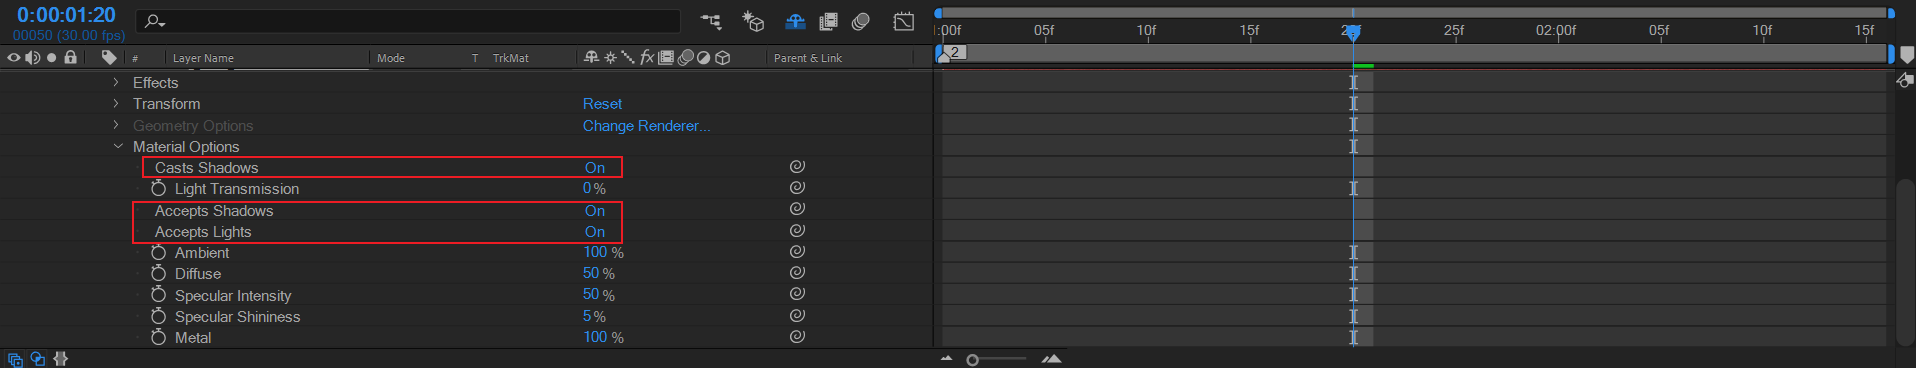 0:00:01:20
00050 (30.00 fps)
:00f 05f 10f 15f 20f 25f 02:00f 05f 10f 15f
# Layer Name Mode T TrkMat fx Parent & Link
2
Effects
Transform Reset
Geometry Options Change Renderer...
Material Options
Casts Shadows On
Light Transmission 0 %
Accepts Shadows On
Accepts Lights On
Ambient 100 %
Diffuse 50 %
Specular Intensity 50 %
Specular Shininess 5 %
Metal 100 %